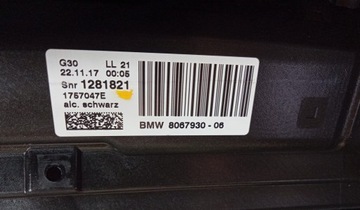 G30 LL 21
22.11.17 00:05
Snr 1281821
1757047E
alc. schwarz
BMW 8067930 - 06